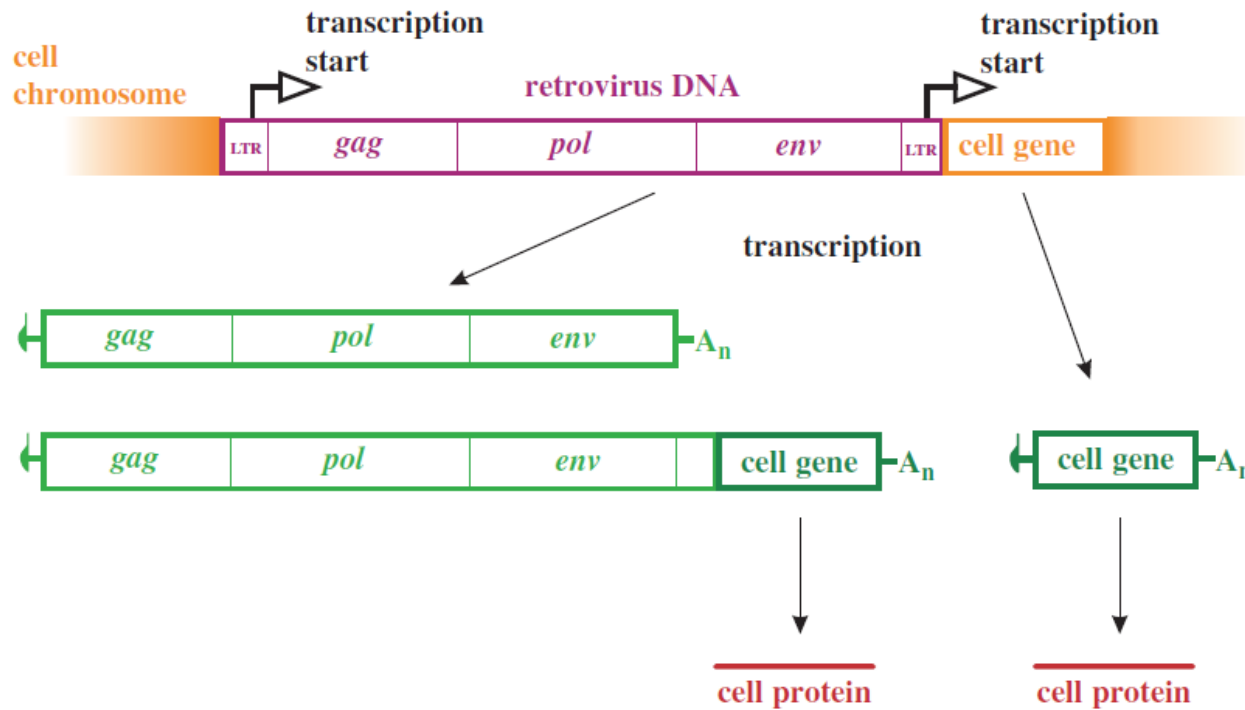 transcription
start
transcription
start
cell
chromosome
retrovirus DNA
LTR gag pol env LTR cell gene
transcription
gag pol env An
gag pol env cell gene An
cell gene An
cell protein
cell protein